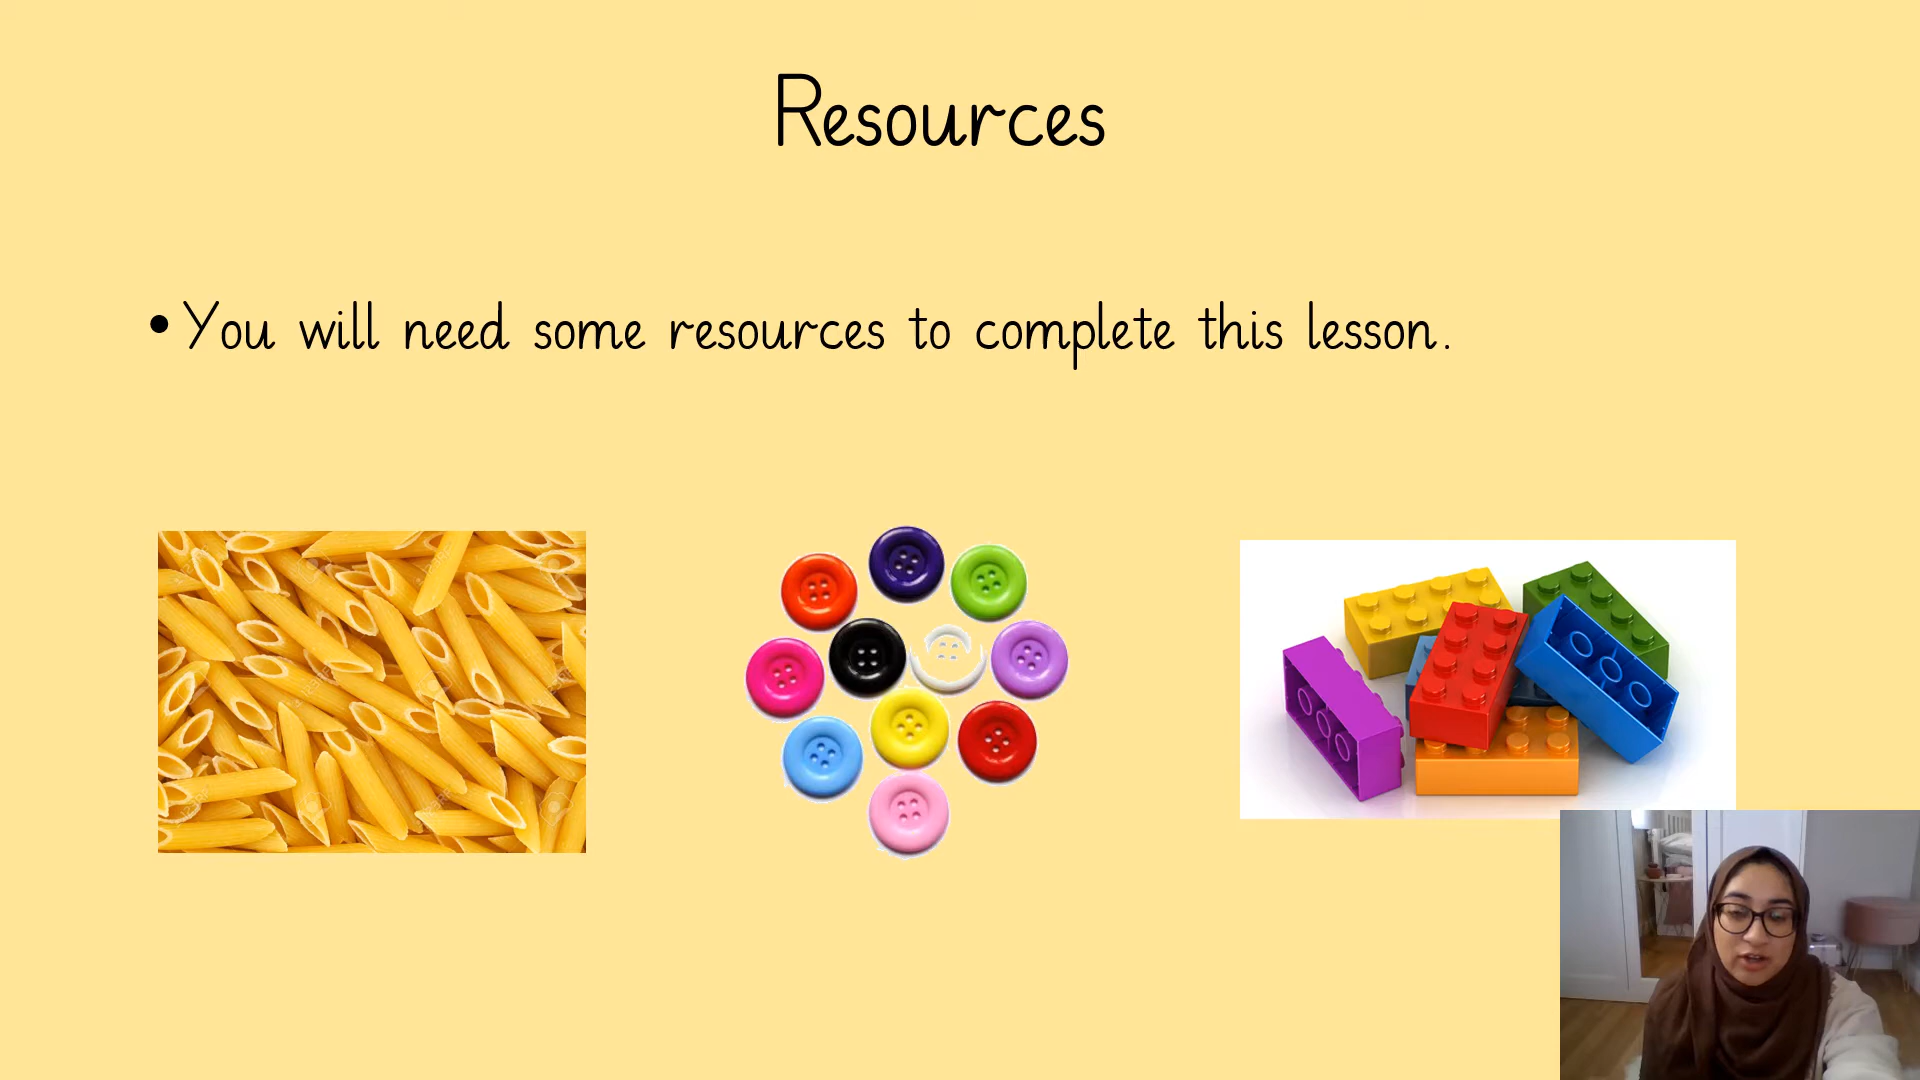 Resources
• You will need some resources to complete this lesson.